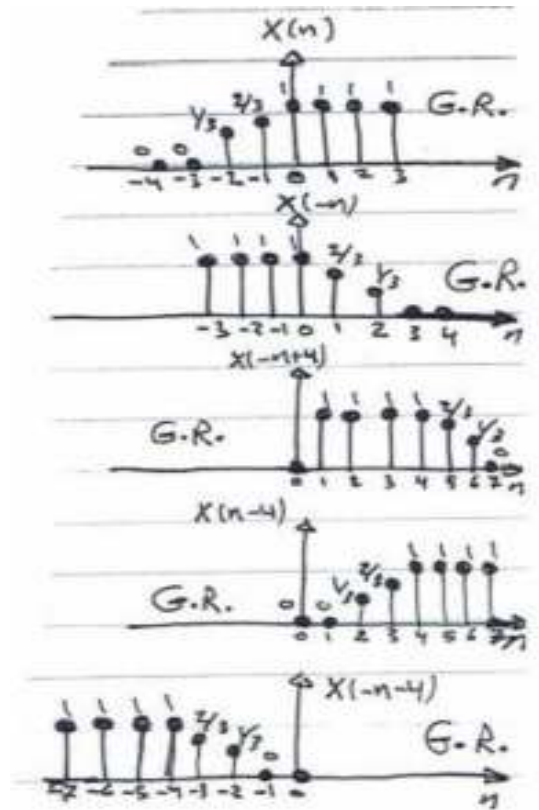 X(n)
1 1 1 1 G.R.
1/3 2/3
0 0
-4 -3 -2 -1 0 1 2 3 n
X(-n)
1 1 1 1 2/3 1/3 G.R.
-3 -2 -1 0 1 2 3 4 n
X(-n+4)
G.R. 1 1 1 1 2/3 1/3 0
0 1 2 3 4 5 6 7 n
X(n-4)
G.R. 0 0 1/3 2/3 1 1 1 1
0 1 2 3 4 5 6 7 n
X(-n-4)
1 1 1 1 2/3 1/3 0 G.R.
-7 -6 -5 -4 -3 -2 -1 0 n